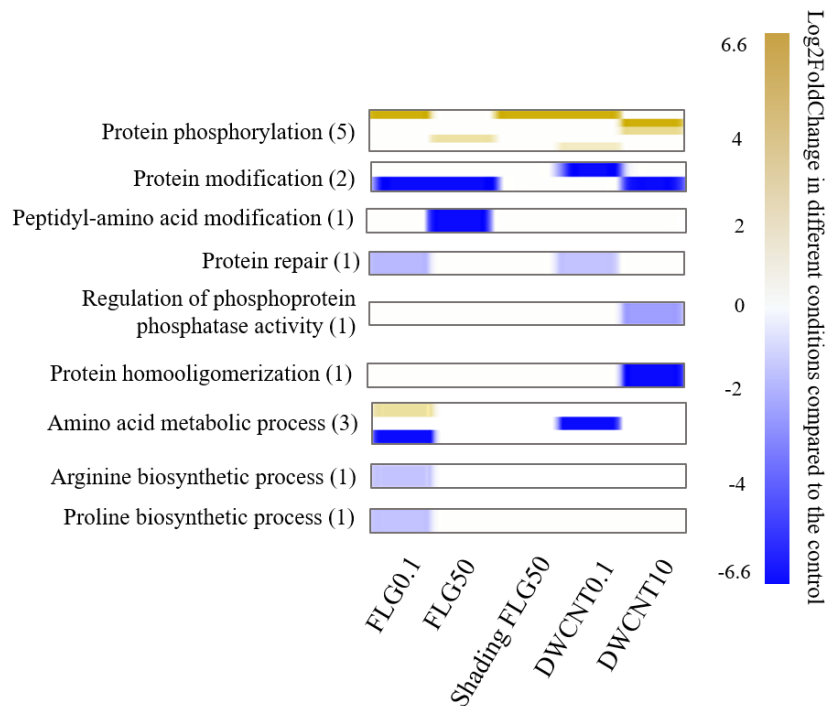 Protein phosphorylation (5)
Protein modification (2)
Peptidyl-amino acid modification (1)
Protein repair (1)
Regulation of phosphoprotein
phosphatase activity (1)
Protein homooligomerization (1)
Amino acid metabolic process (3)
Arginine biosynthetic process (1)
Proline biosynthetic process (1)
FLG0.1
FLG50
Shading FLG50
DWCNT0.1
DWCNT10
6.6
4
2
0
-2
-4
-6.6
Log2FoldChange in different conditions compared to the control